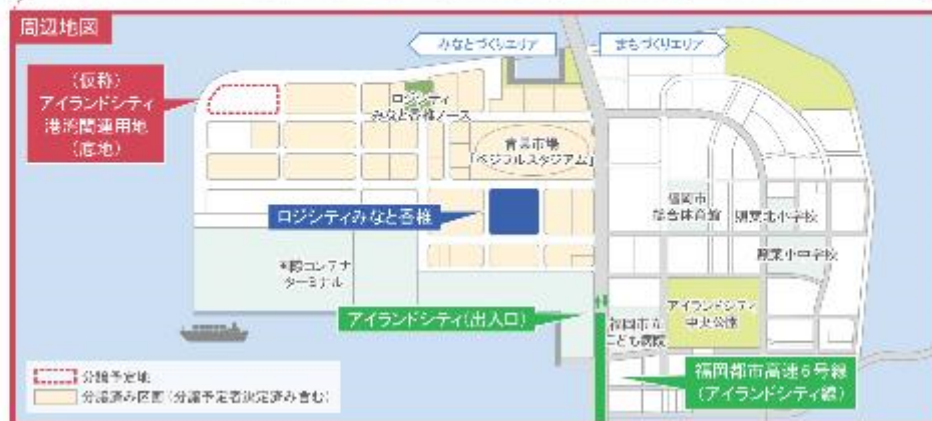 周辺地図
みなとづくりエリア
まちづくりエリア
(仮称)
アイランドシティ
港湾関連用地
(底地)
ロジシティ
みなと香椎ノース
青果市場
「ベジフルスタジアム」
ロジシティみなと香椎
福岡市
総合体育館
照葉北小学校
照葉小中学校
国際コンテナ
ターミナル
アイランドシティ(出入口)
アイランドシティ
中央公園
福岡市立
こども病院
福岡都市高速6号線
(アイランドシティ線)
分譲予定地
分譲済み区画(分譲予定者決定済み含む)